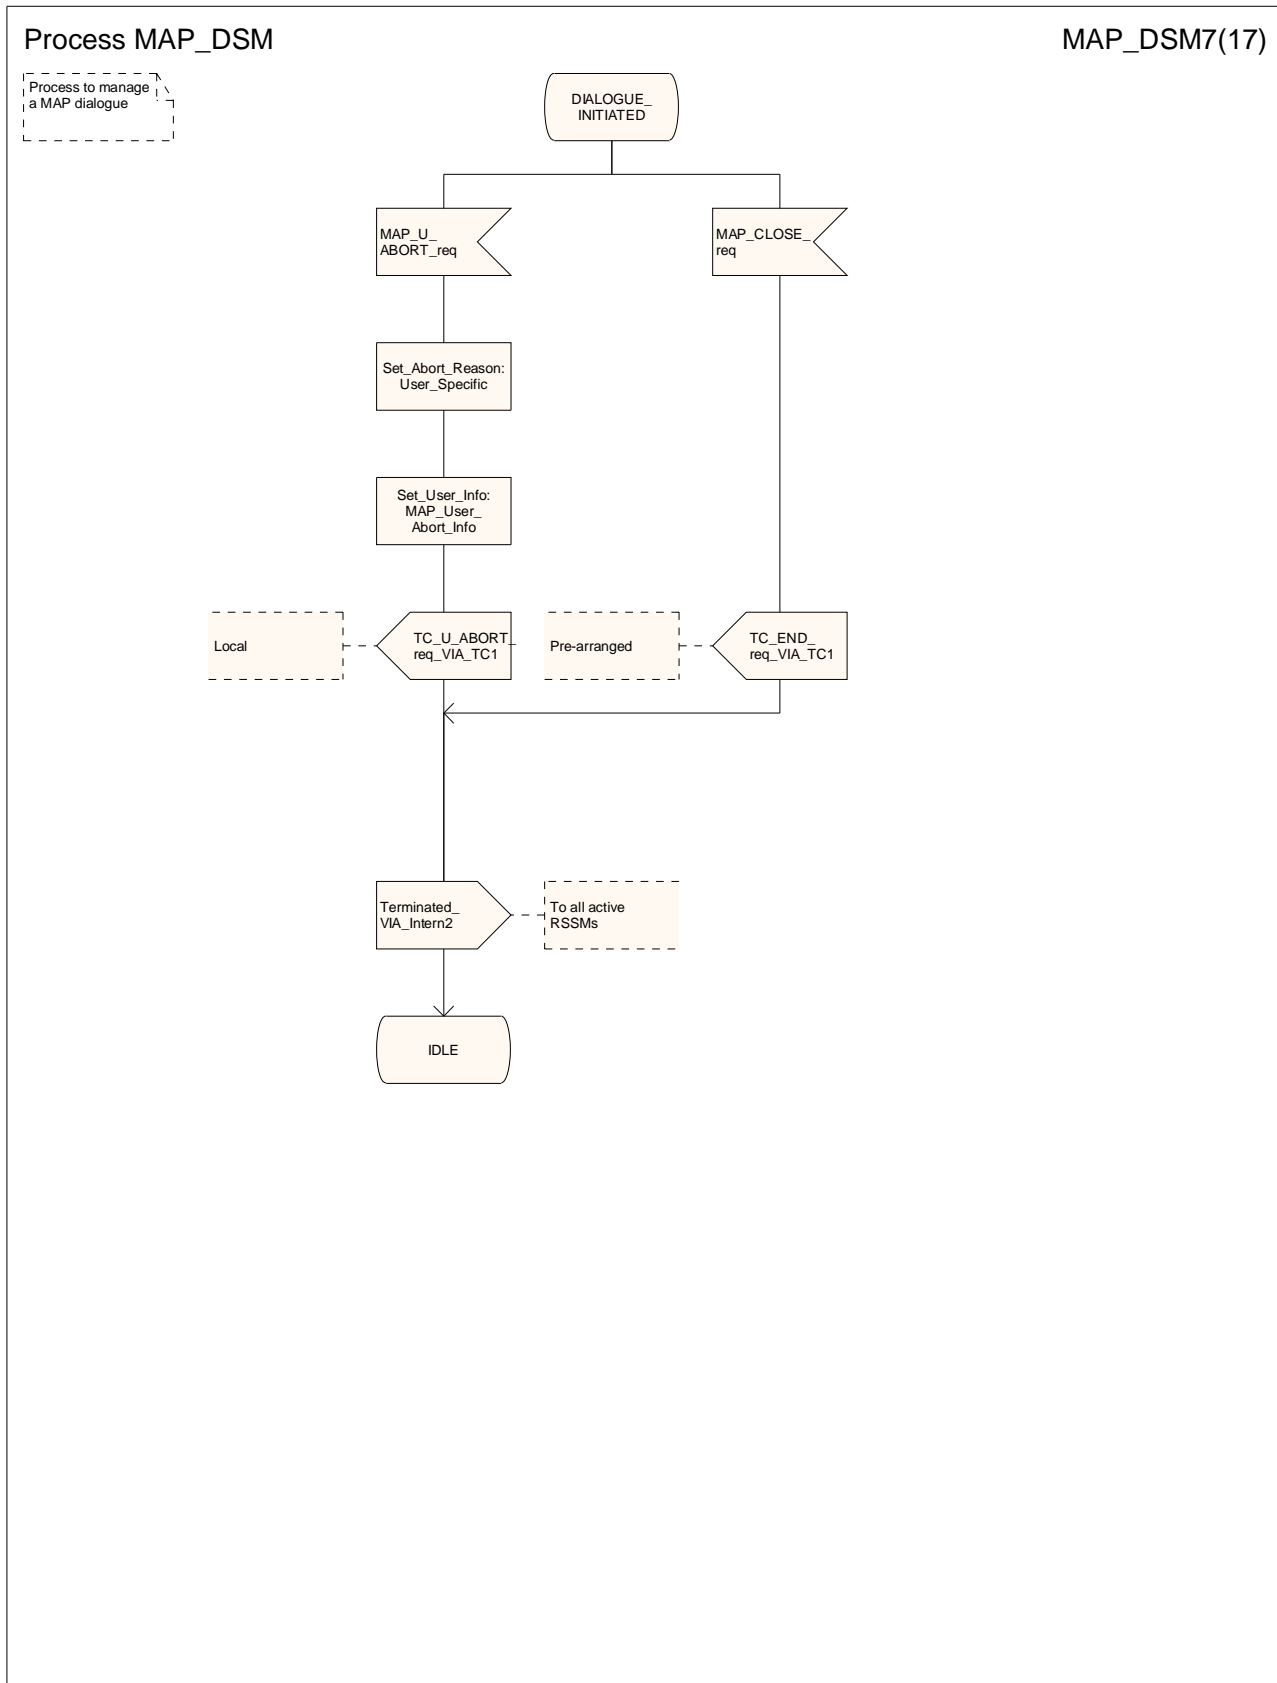 Process MAP_DSM
MAP_DSM7(17)
Process to manage
a MAP dialogue
DIALOGUE_
INITIATED
MAP_U_
ABORT_req
MAP_CLOSE_
req
Set_Abort_Reason:
User_Specific
Set_User_Info:
MAP_User_
Abort_Info
Local
TC_U_ABORT_
req_VIA_TC1
Pre-arranged
TC_END_
req_VIA_TC1
Terminated_
VIA_Intern2
To all active
RSSMs
IDLE